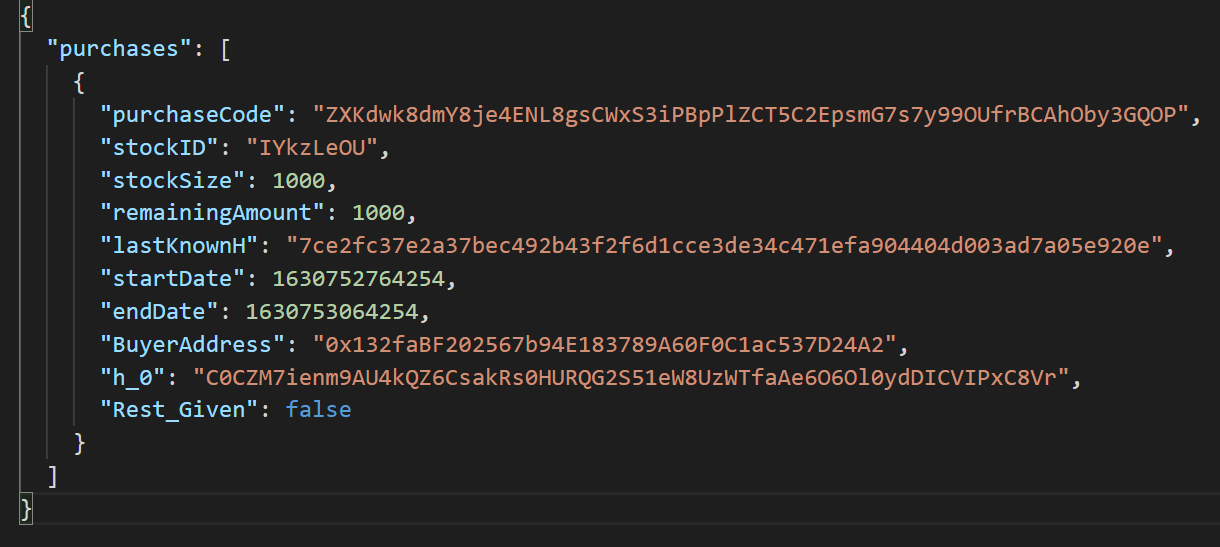 {
"purchases": [
{
"purchaseCode": "ZXKdwk8dmY8je4ENL8gsCWxS3iPBpPlZCT5C2EpsmG7s7y99OUfrBCAhOby3GQOP",
"stockID": "IYkzLeOU",
"stockSize": 1000,
"remainingAmount": 1000,
"lastKnownH": "7ce2fc37e2a37bec492b43f2f6d1cce3de34c471efa904404d003ad7a05e920e",
"startDate": 1630752764254,
"endDate": 1630753064254,
"BuyerAddress": "0x132faBF202567b94E183789A60F0C1ac537D24A2",
"h_0": "C0CZM7ienm9AU4kQZ6CsakRs0HURQG2S51eW8UzWTfaAe6O6Ol0ydDICVIPxC8Vr",
"Rest_Given": false
}
]
}